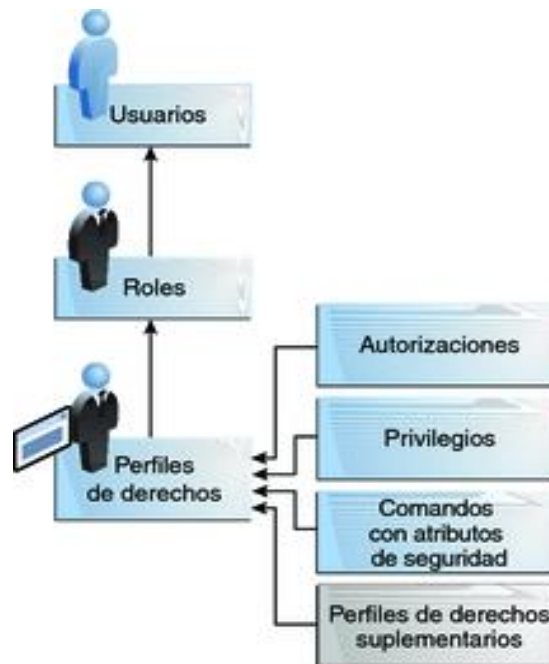 Usuarios
Roles
Perfiles
de derechos
Autorizaciones
Privilegios
Comandos
con atributos
de seguridad
Perfiles de derechos
suplementarios